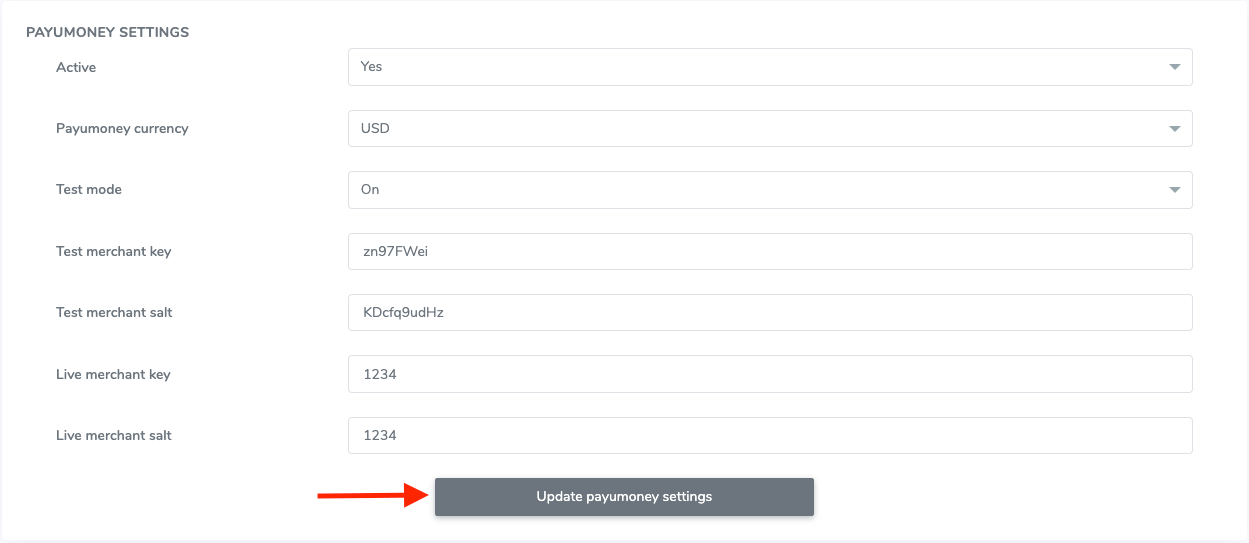 PAYUMONEY SETTINGS
Active Yes
Payumoney currency USD
Test mode On
Test merchant key zn97FWei
Test merchant salt KDcfq9udHz
Live merchant key 1234
Live merchant salt 1234
Update payumoney settings